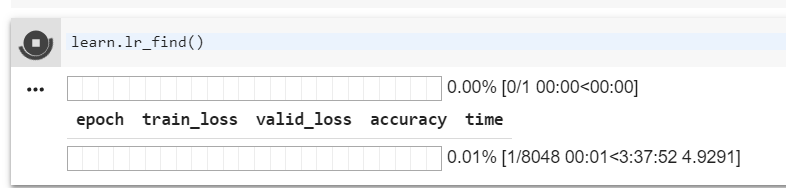 learn.lr_find()
0.00% [0/1 00:00<00:00]
epoch train_loss valid_loss accuracy time
0.01% [1/8048 00:01<3:37:52 4.9291]